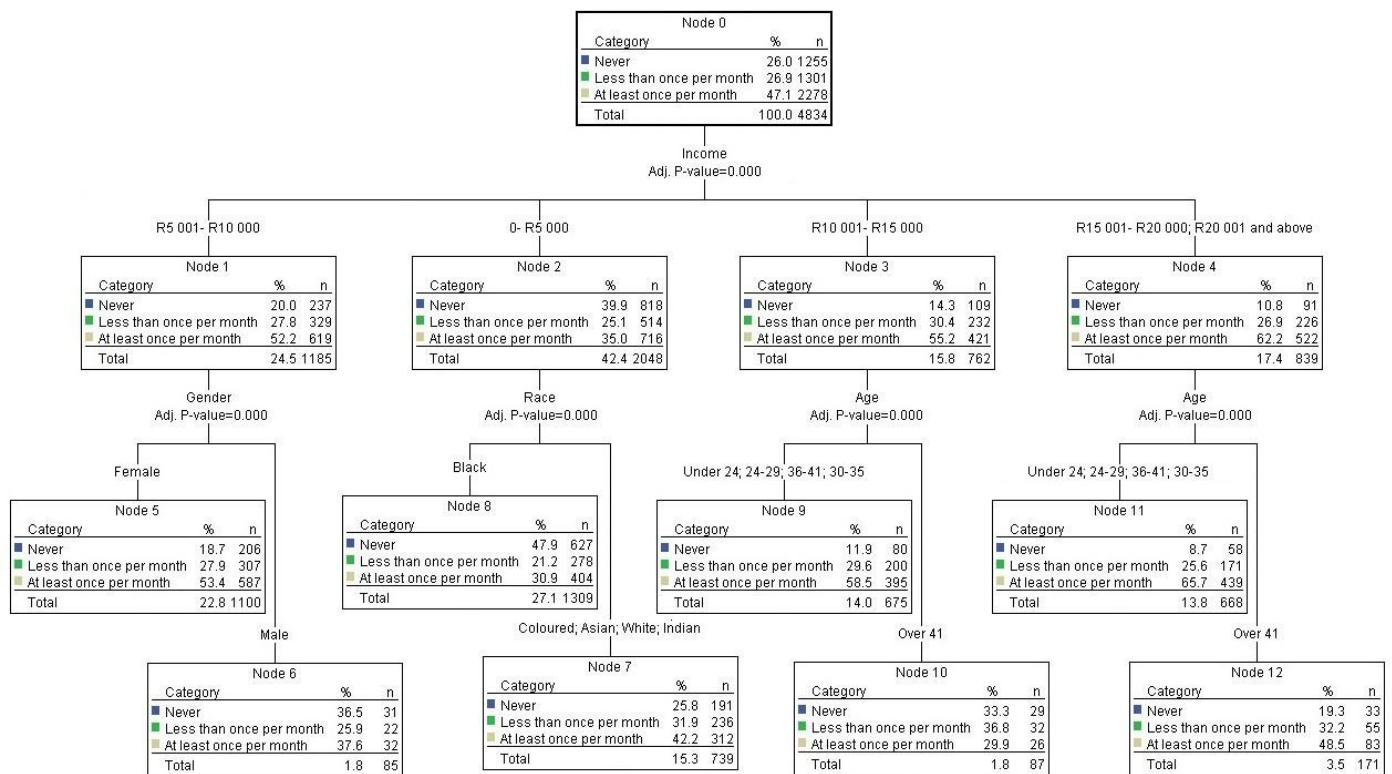 Node 0
Category % n
Never 26.0 1255
Less than once per month 26.9 1301
At least once per month 47.1 2278
Total 100.0 4834
Income
Adj. P-value=0.000
R5 001- R10 000
0- R5 000
R10 001- R15 000
R15 001- R20 000; R20 001 and above
Node 1
Category % n
Never 20.0 237
Less than once per month 27.8 329
At least once per month 52.2 619
Total 24.5 1185
Node 2
Category % n
Never 39.9 818
Less than once per month 25.1 514
At least once per month 35.0 716
Total 42.4 2048
Node 3
Category % n
Never 14.3 109
Less than once per month 30.4 232
At least once per month 55.2 421
Total 15.8 762
Node 4
Category % n
Never 10.8 91
Less than once per month 26.9 226
At least once per month 62.2 522
Total 17.4 839
Gender
Adj. P-value=0.000
Race
Adj. P-value=0.000
Age
Adj. P-value=0.000
Age
Adj. P-value=0.000
Female
Black
Under 24; 24-29; 36-41; 30-35
Under 24; 24-29; 36-41; 30-35
Node 5
Category % n
Never 18.7 206
Less than once per month 27.9 307
At least once per month 53.4 587
Total 22.8 1100
Node 8
Category % n
Never 47.9 627
Less than once per month 21.2 278
At least once per month 30.9 404
Total 27.1 1309
Node 9
Category % n
Never 11.9 80
Less than once per month 29.6 200
At least once per month 58.5 395
Total 14.0 675
Node 11
Category % n
Never 8.7 58
Less than once per month 25.6 171
At least once per month 65.7 439
Total 13.8 668
Male
Coloured; Asian; White; Indian
Over 41
Over 41
Node 6
Category % n
Never 36.5 31
Less than once per month 25.9 22
At least once per month 37.6 32
Total 1.8 85
Node 7
Category % n
Never 25.8 191
Less than once per month 31.9 236
At least once per month 42.2 312
Total 15.3 739
Node 10
Category % n
Never 33.3 29
Less than once per month 36.8 32
At least once per month 29.9 26
Total 1.8 87
Node 12
Category % n
Never 19.3 33
Less than once per month 32.2 55
At least once per month 48.5 83
Total 3.5 171